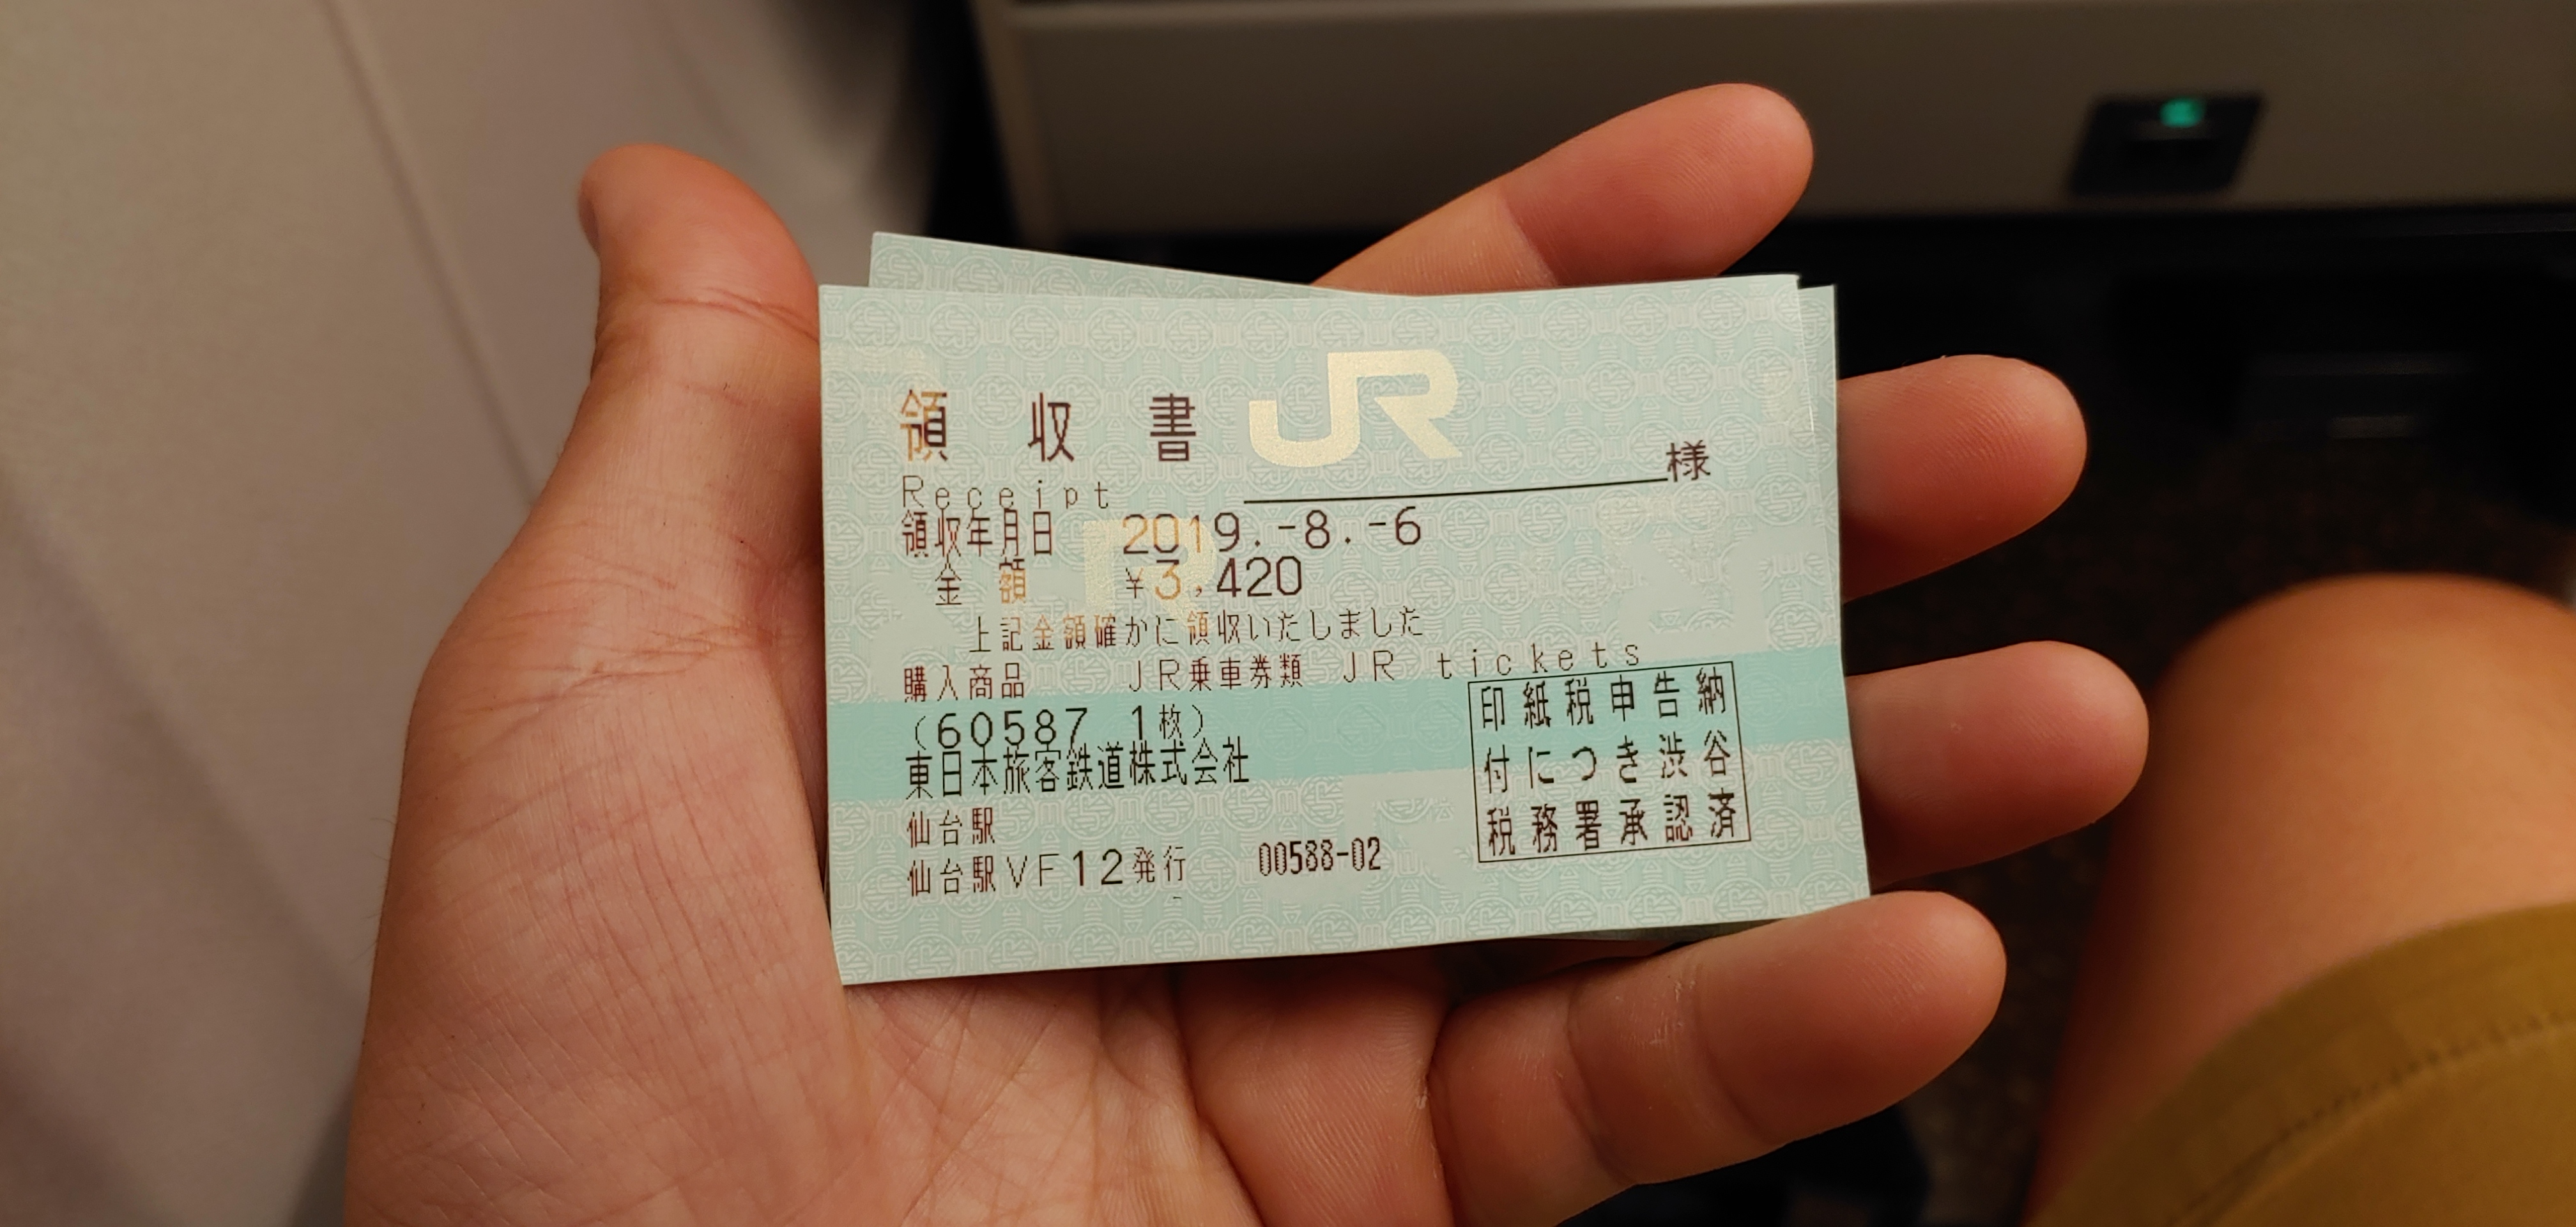 JR
領収書
Receipt
様
領収年月日 2019.-8.-6
金額 ¥3,420
上記金額確かに領収いたしました
購入商品 JR乗車券類 JR tickets
(60587 1枚)
東日本旅客鉄道株式会社
仙台駅
仙台駅VF12発行 00588-02
印紙税申告納
付につき渋谷
税務署承認済